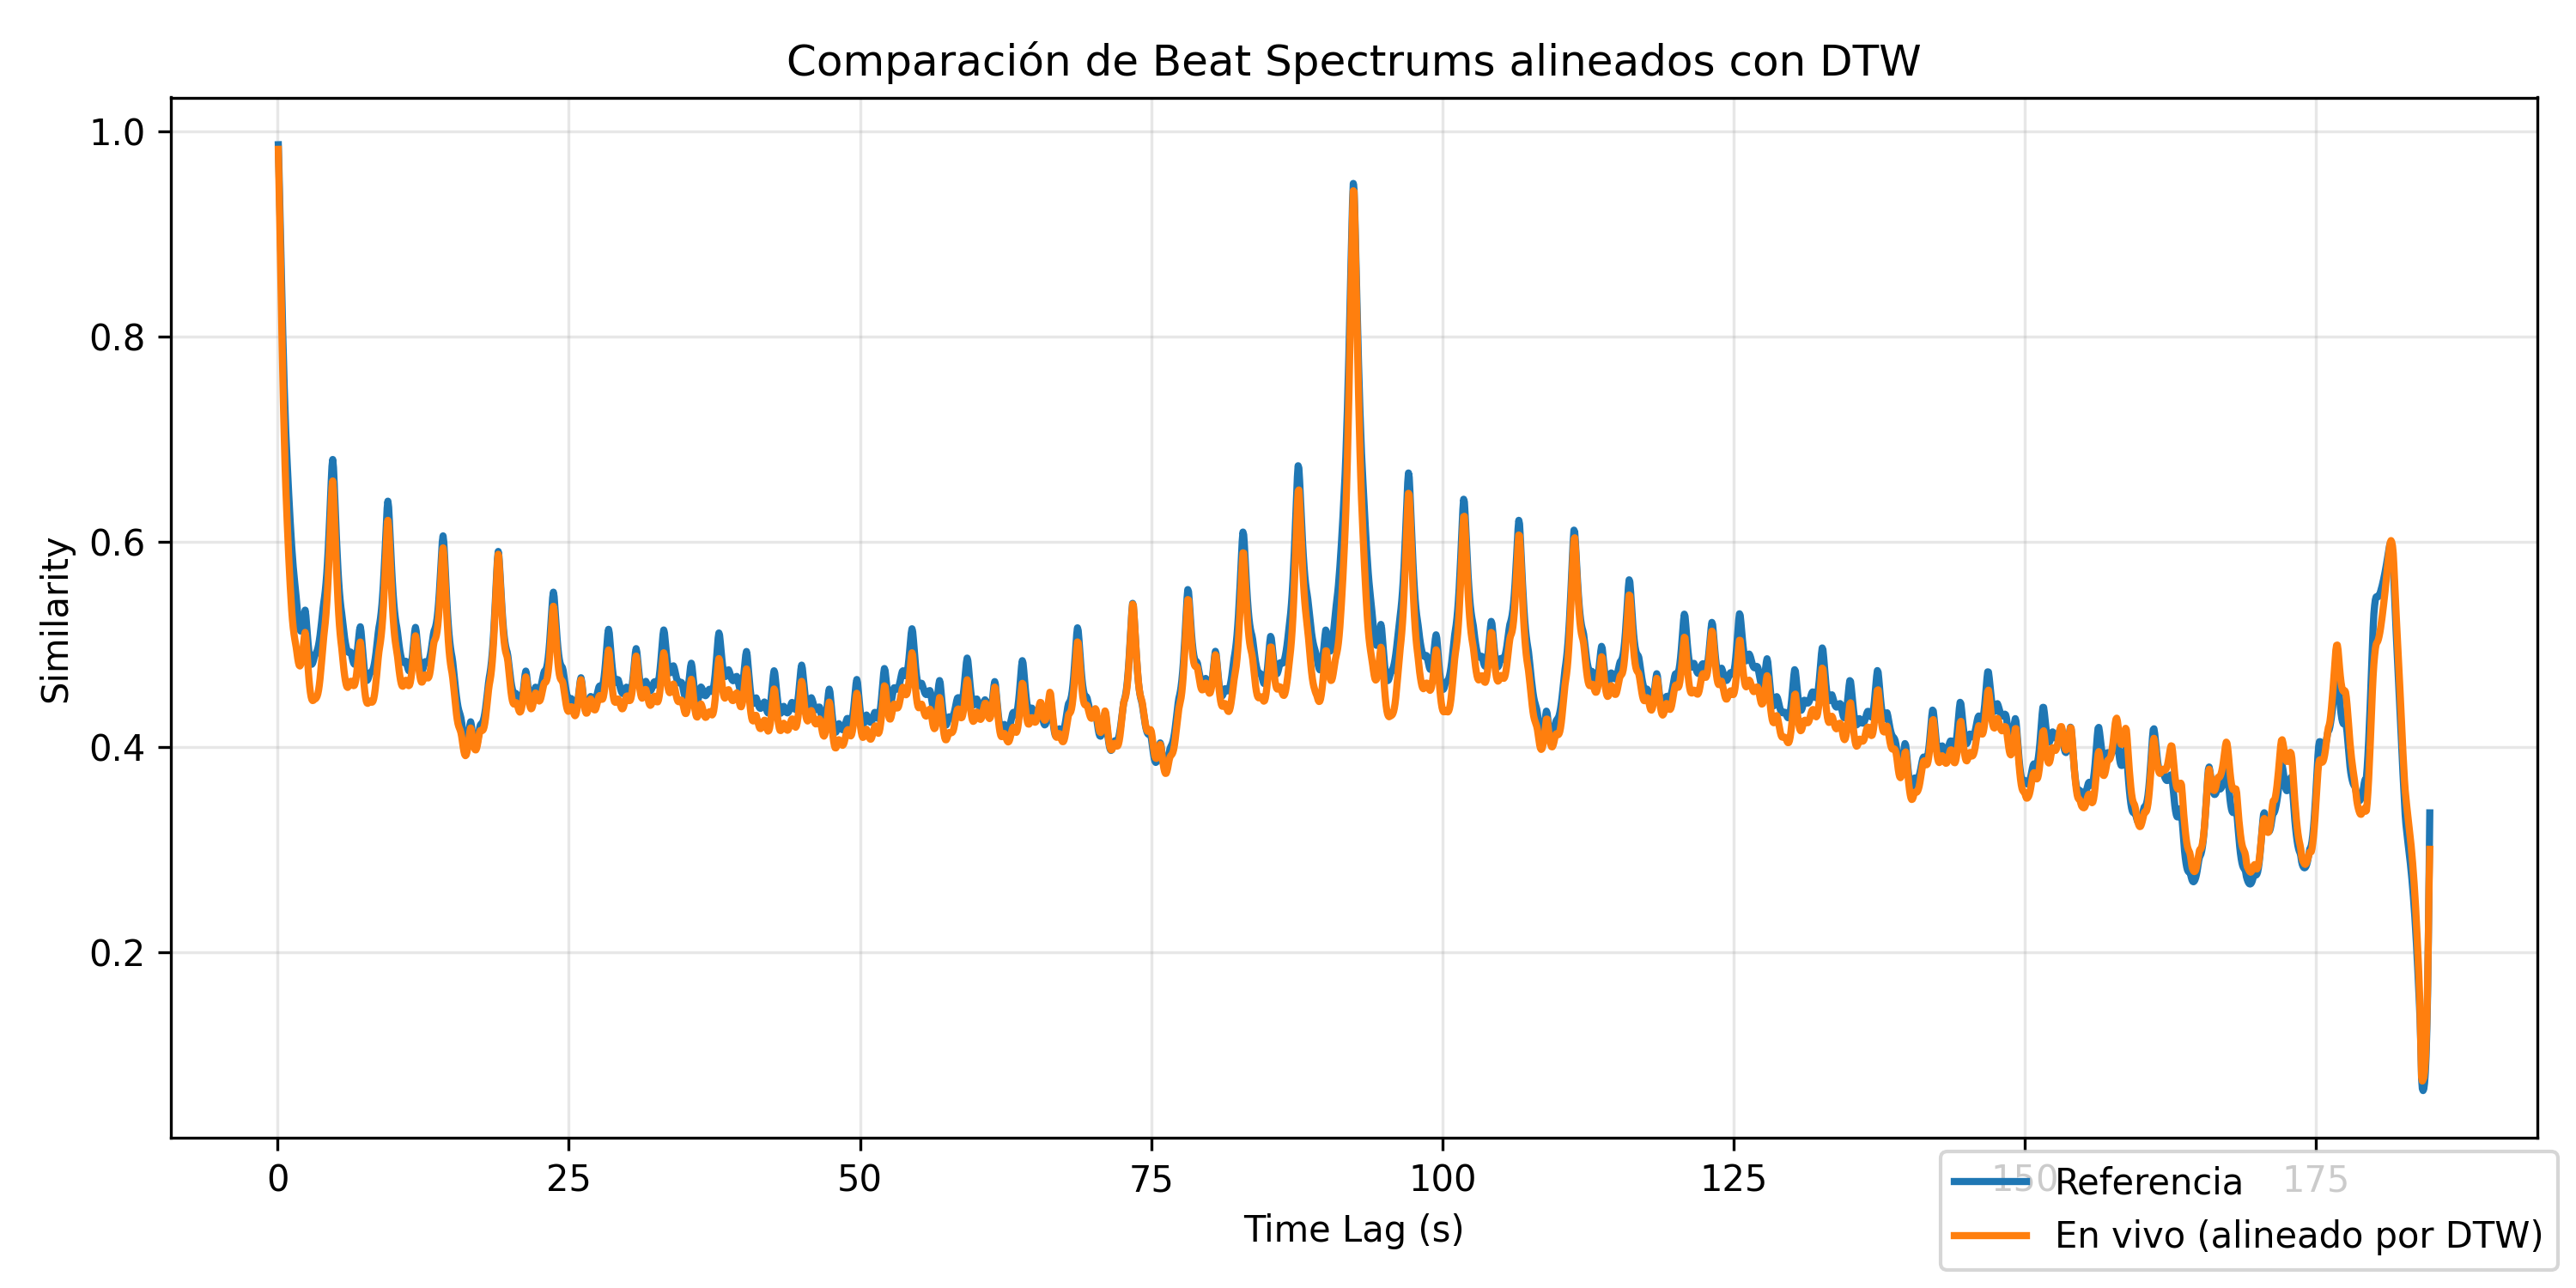 Comparación de Beat Spectrums alineados con DTW
1.0
0.8
0.6
0.4
0.2
Similarity
0 25 50 75 100 125 150 175
Time Lag (s)
Referencia
En vivo (alineado por DTW)